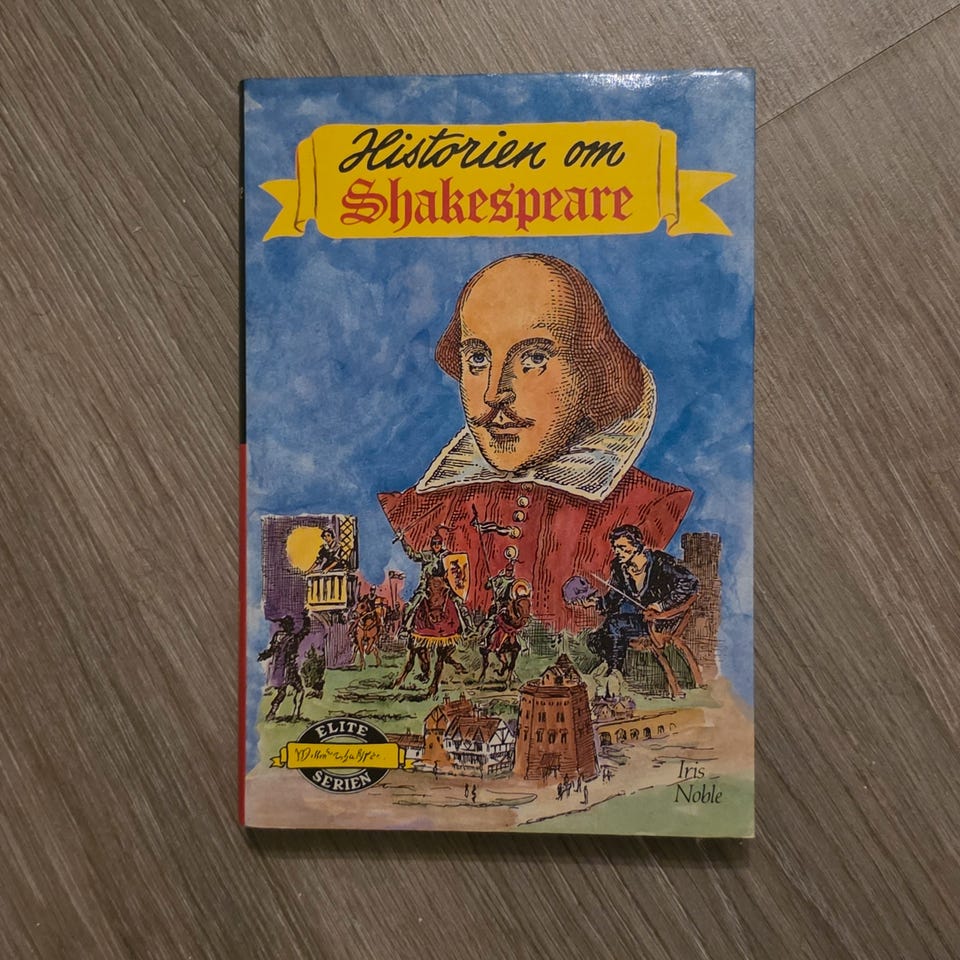 Historien om
Shakespeare
ELITE
SERIEN
Iris
Noble